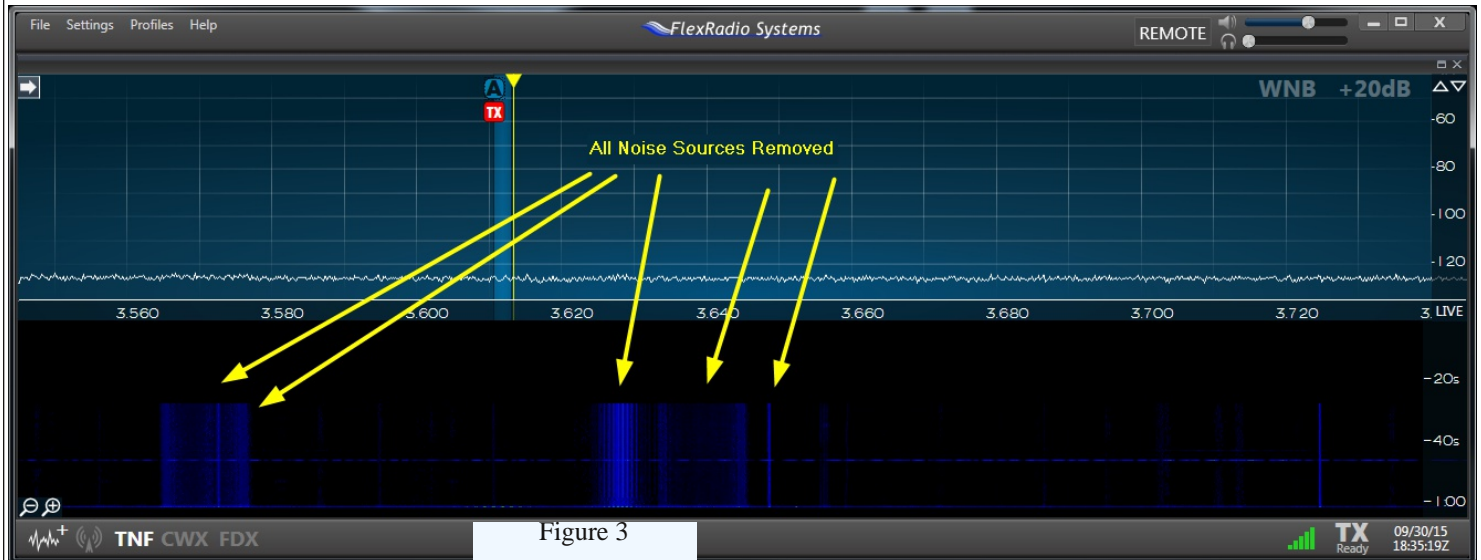 File Settings Profiles Help
FlexRadio Systems
REMOTE
X
A
TX
WNB +20dB
-60
All Noise Sources Removed
-80
-100
-120
3.560 3.580 3.600 3.620 3.640 3.660 3.680 3.700 3.720 3. LIVE
-20s
-40s
-1:00
TNF CWX FDX
Figure 3
TX
Ready
09/30/15
18:35:19Z